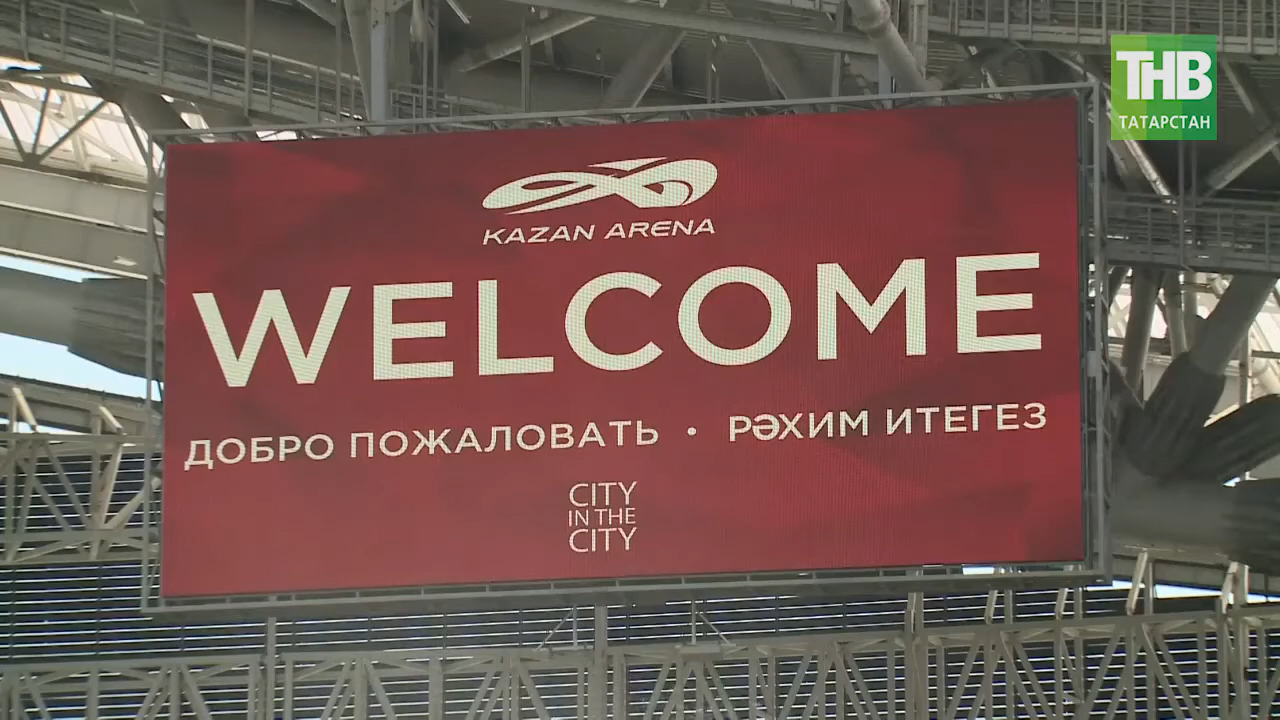 ТНВ
ТАТАРСТАН
KAZAN ARENA
WELCOME
ДОБРО ПОЖАЛОВАТЬ • РӘХИМ ИТЕГЕЗ
CITY
IN THE
CITY